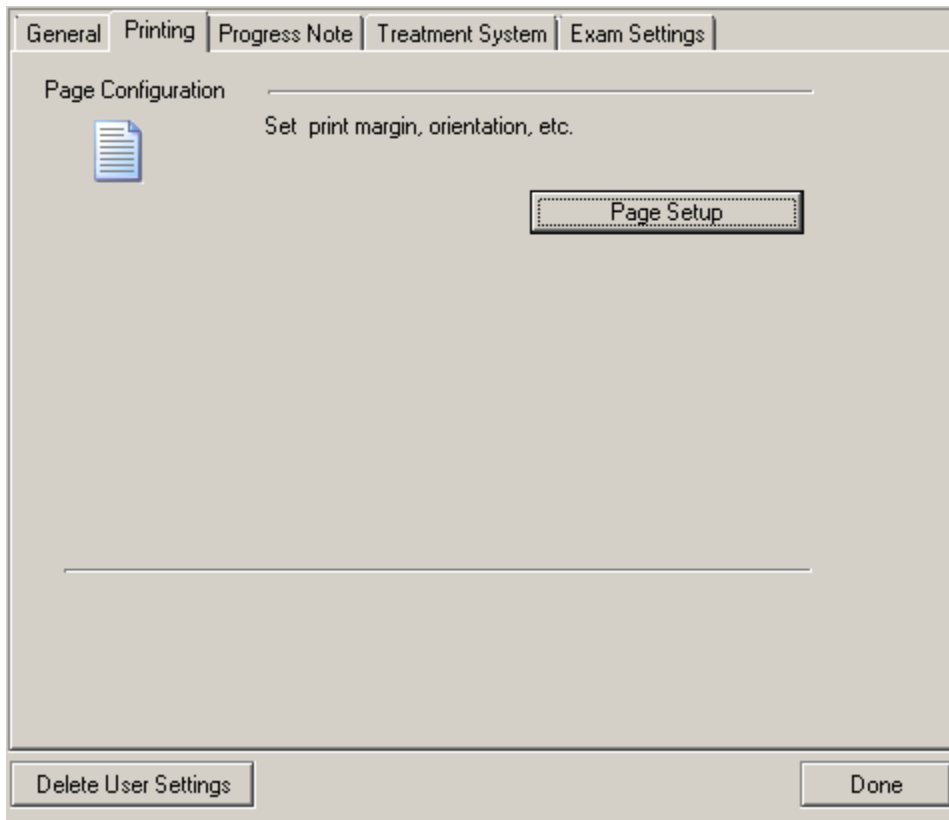 General Printing Progress Note Treatment System Exam Settings
Page Configuration
Set print margin, orientation, etc.
Page Setup
Delete User Settings Done